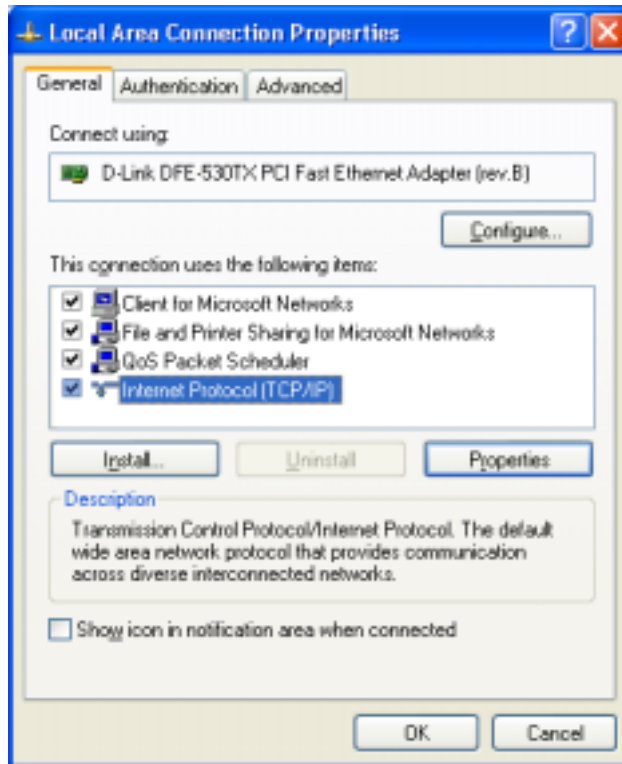 Local Area Connection Properties
General Authentication Advanced
Connect using:
D-Link DFE-530TX PCI Fast Ethernet Adapter (rev.B)
Configure...
This connection uses the following items:
Client for Microsoft Networks
File and Printer Sharing for Microsoft Networks
QoS Packet Scheduler
Internet Protocol (TCP/IP)
Install... Uninstall Properties
Description
Transmission Control Protocol/Internet Protocol. The default
wide area network protocol that provides communication
across diverse interconnected networks.
Show icon in notification area when connected
OK Cancel